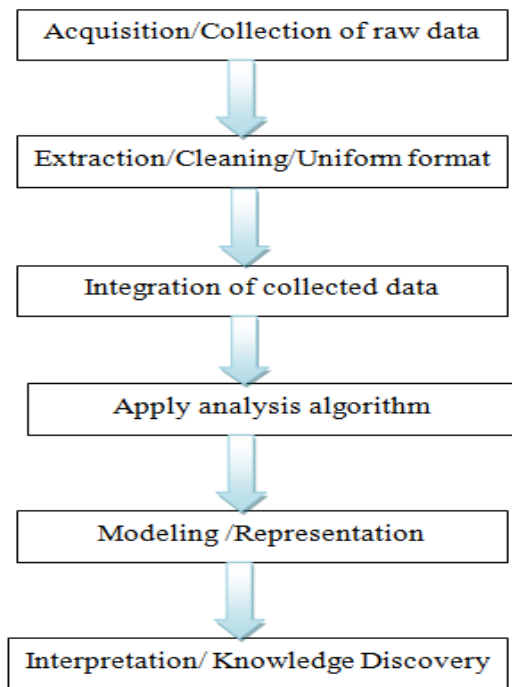 Acquisition/Collection of raw data
Extraction/Cleaning/Uniform format
Integration of collected data
Apply analysis algorithm
Modeling /Representation
Interpretation/ Knowledge Discovery